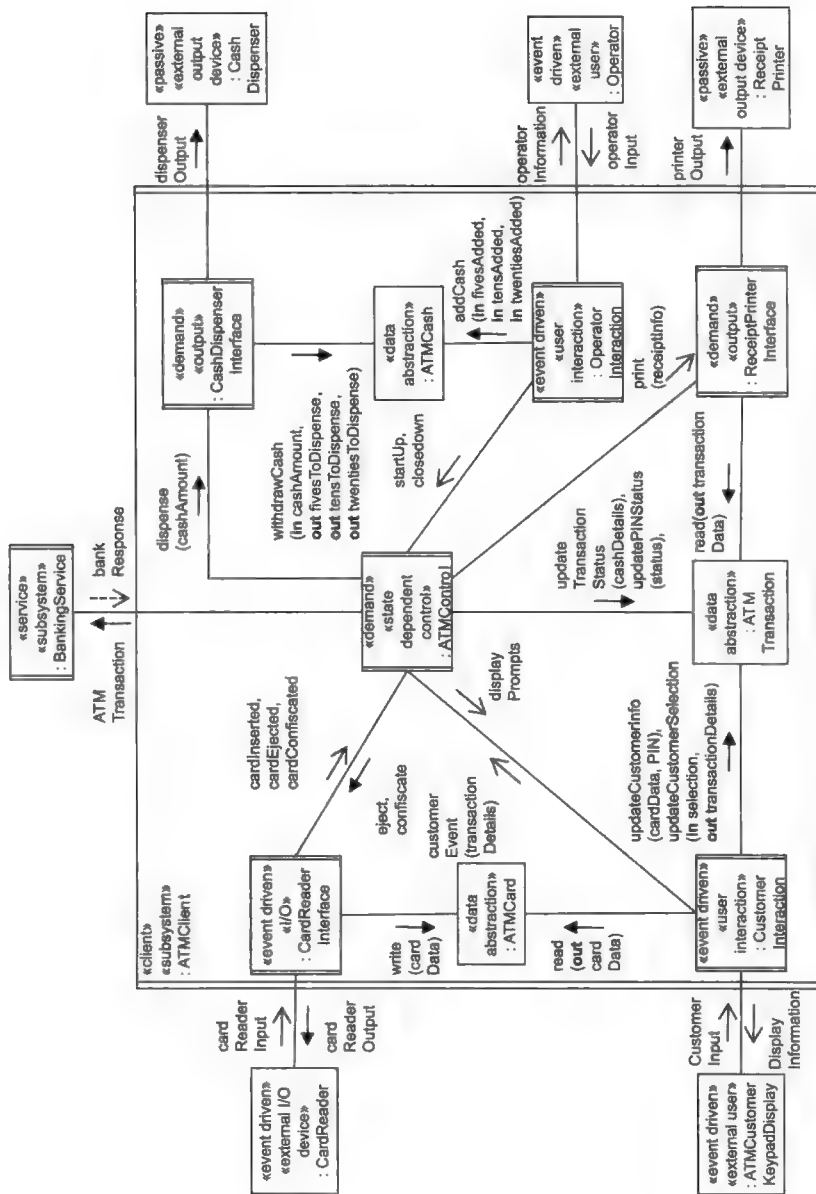 «service»
«subsystem»
: BankingService
ATM
Transaction
bank
Response
«client»
«subsystem»
: ATMClient
«event driven»
«external I/O
device»
: CardReader
card
Reader
Input
card
Reader
Output
«event driven»
«I/O»
: CardReader
Interface
cardInserted,
cardEjected,
cardConfiscated
eject,
confiscate
write
(card
Data)
«data
abstraction»
: ATMCard
read
(out card
Data)
customer
Event
(transaction
Details)
display
Prompts
«event driven»
«external user»
: ATMCustomer
KeypadDisplay
Customer
Input
Display
Information
«event driven»
«user
interaction»
: Customer
Interaction
updateCustomerInfo
(cardData, PIN),
updateCustomerSelection
(in selection,
out transactionDetails)
«demand»
«state
dependent
control»
: ATMControl
dispense
(cashAmount)
«demand»
«output»
: CashDispenser
Interface
dispenser
Output
«passive»
«external
output
device»
: Cash
Dispenser
withdrawCash
(in cashAmount,
out fivesToDispense,
out tensToDispense,
out twentiesToDispense)
«data
abstraction»
: ATMCash
addCash
(in fivesAdded,
in tensAdded,
in twentiesAdded)
startUp,
closedown
«event driven»
«user
interaction»
: Operator
Interaction
operator
Information
operator
Input
«event
driven»
«external
user»
: Operator
update
Transaction
Status
(cashDetails),
updatePINStatus
(status),
«data
abstraction»
: ATM
Transaction
read(out transaction
Data)
print
(receiptInfo)
«demand»
«output»
: ReceiptPrinter
Interface
printer
Output
«passive»
«external
output device»
: Receipt
Printer